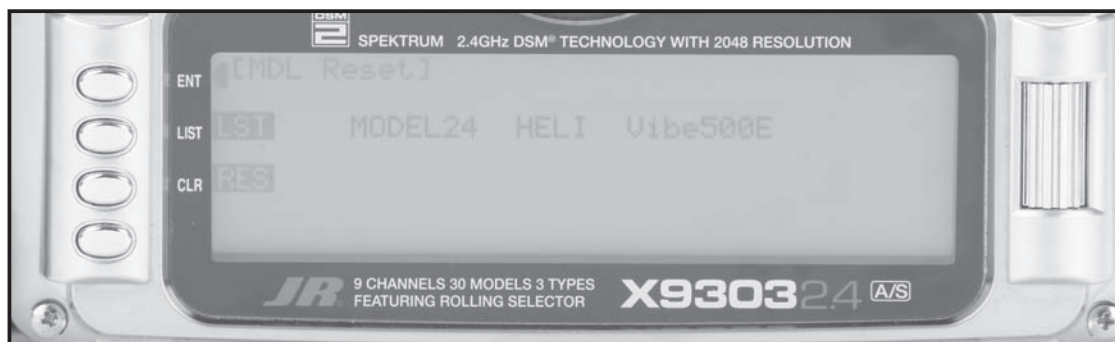 DSM
2 SPEKTRUM 2.4GHz DSM® TECHNOLOGY WITH 2048 RESOLUTION
ENT [MDL Reset]
LIST LST MODEL24 HELI Vibe500E
CLR RES
JR 9 CHANNELS 30 MODELS 3 TYPES
FEATURING ROLLING SELECTOR
X9303 2.4 A/S